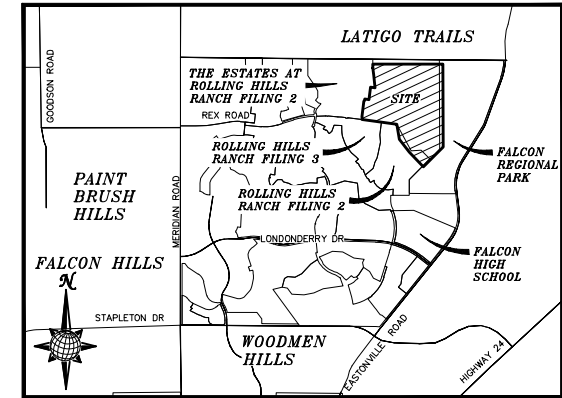 LATIGO TRAILS
GOODSON ROAD
THE ESTATES AT
ROLLING HILLS
RANCH FILING 2
SITE
REX ROAD
ROLLING HILLS
RANCH FILING 3
FALCON
REGIONAL
PARK
PAINT
BRUSH
HILLS
MERIDIAN ROAD
ROLLING HILLS
RANCH FILING 2
LONDONDERRY DR
FALCON HILLS
FALCON
HIGH
SCHOOL
N
STAPLETON DR
WOODMEN
HILLS
EASTONVILLE ROAD
HIGHWAY 24